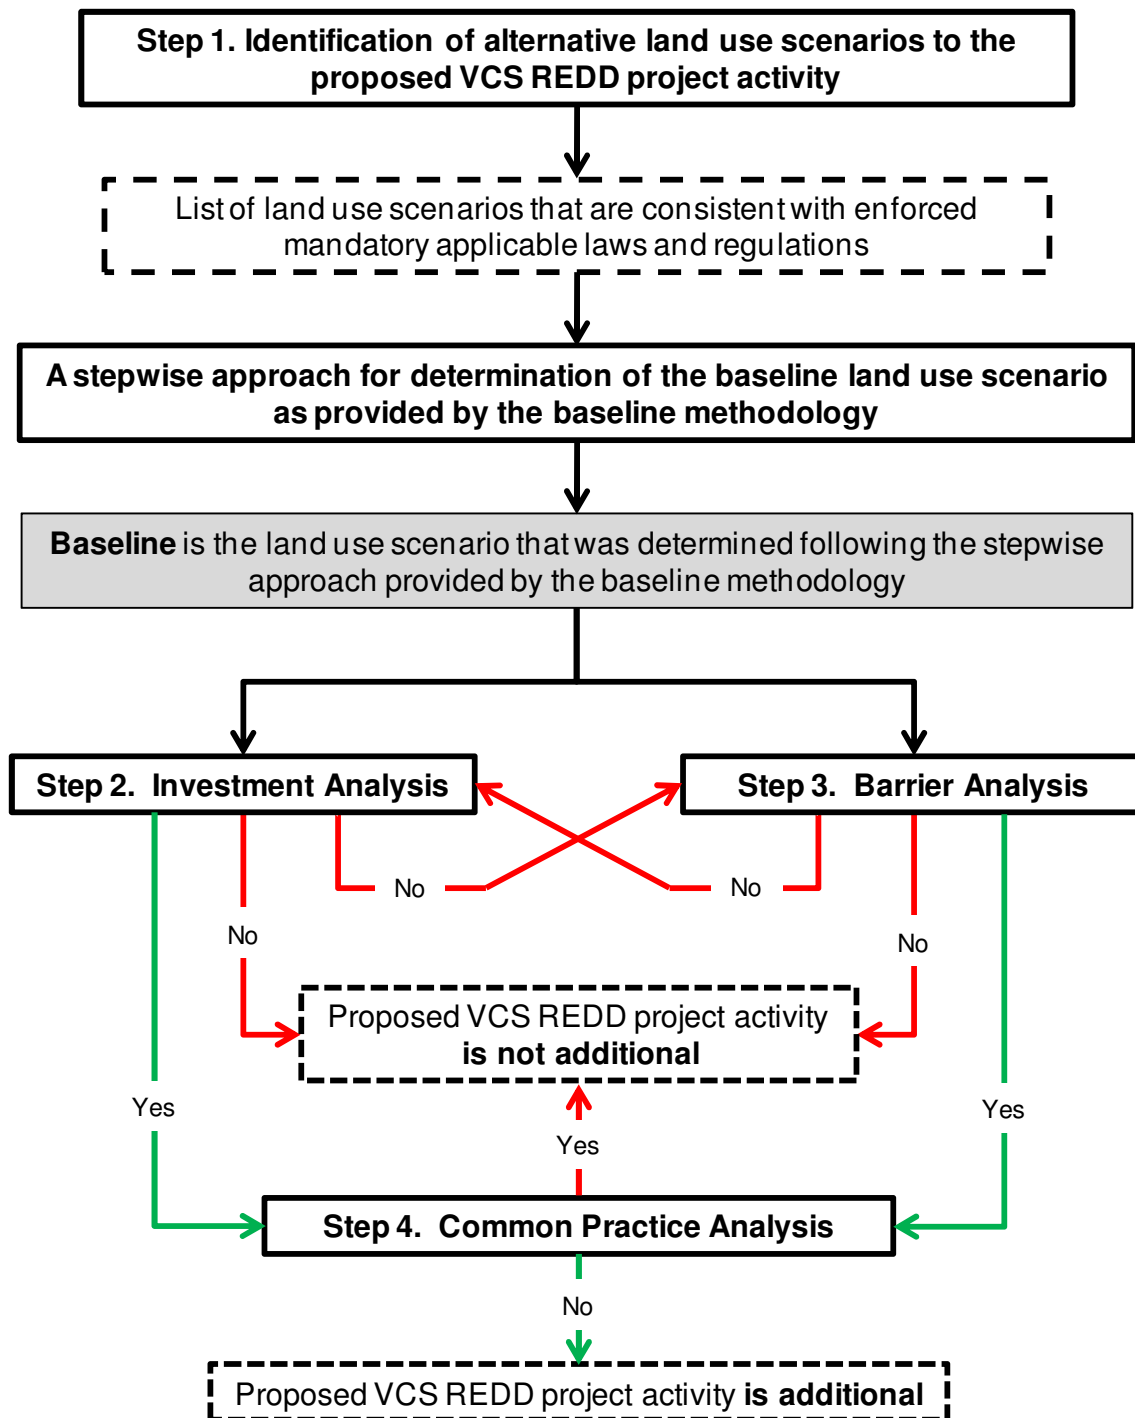 Step 1. Identification of alternative land use scenarios to the
proposed VCS REDD project activity
List of land use scenarios that are consistent with enforced
mandatory applicable laws and regulations
A stepwise approach for determination of the baseline land use scenario
as provided by the baseline methodology
Baseline is the land use scenario that was determined following the stepwise
approach provided by the baseline methodology
Step 2. Investment Analysis
Step 3. Barrier Analysis
No
No
No
No
Proposed VCS REDD project activity
is not additional
Yes
Yes
Yes
Step 4. Common Practice Analysis
No
Proposed VCS REDD project activity is additional